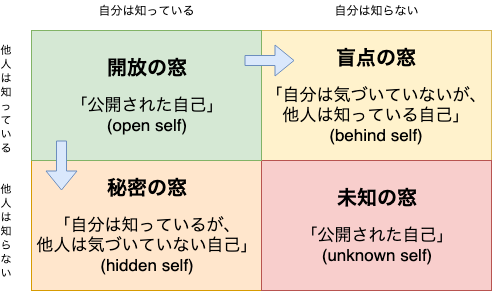 自分は知っている
自分は知らない
他人は知っている
開放の窓
「公開された自己」
(open self)
盲点の窓
「自分は気づいていないが、
他人は知っている自己」
(behind self)
他人は知らない
秘密の窓
「自分は知っているが、
他人は気づいていない自己」
(hidden self)
未知の窓
「公開された自己」
(unknown self)